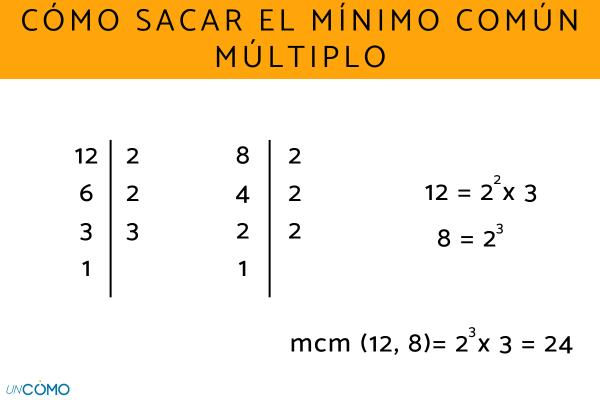 CÓMO SACAR EL MÍNIMO COMÚN
MÚLTIPLO
12 | 2
6 | 2
3 | 3
1 |
8 | 2
4 | 2
2 | 2
1 |
12 = 2² x 3
8 = 2³
mcm (12, 8)= 2³ x 3 = 24
UNCÓMO